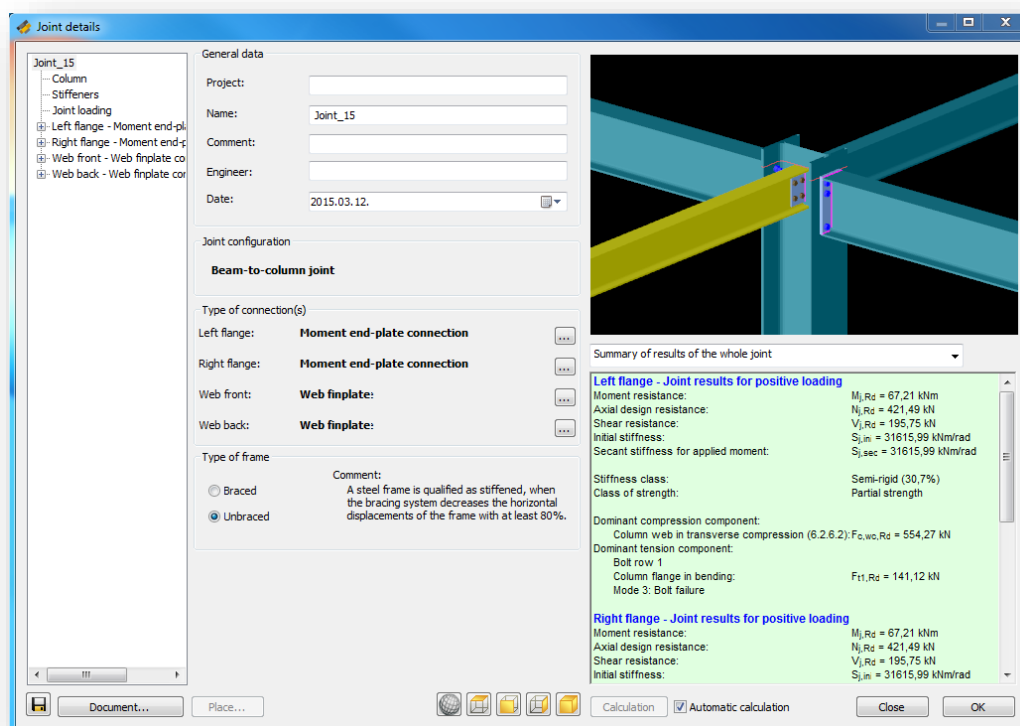 Joint details
Joint_15
Column
Stiffeners
Joint loading
Left flange - Moment end-pl
Right flange - Moment end-p
Web front - Web finplate co
Web back - Web finplate cor
General data
Project:
Name: Joint_15
Comment:
Engineer:
Date: 2015.03.12.
Joint configuration
Beam-to-column joint
Type of connection(s)
Left flange: Moment end-plate connection ...
Right flange: Moment end-plate connection ...
Web front: Web finplate: ...
Web back: Web finplate: ...
Type of frame
Braced
Unbraced
Comment:
A steel frame is qualified as stiffened, when
the bracing system decreases the horizontal
displacements of the frame with at least 80%.
Summary of results of the whole joint
Left flange - Joint results for positive loading
Moment resistance: Mj,Rd = 67,21 kNm
Axial design resistance: Nj,Rd = 421,49 kN
Shear resistance: Vj,Rd = 195,75 kN
Initial stiffness: Sj,ini = 31615,99 kNm/rad
Secant stiffness for applied moment: Sj,sec = 31615,99 kNm/rad
Stiffness class: Semi-rigid (30,7%)
Class of strength: Partial strength
Dominant compression component:
Column web in transverse compression (6.2.6.2): Fc,wc,Rd = 554,27 kN
Dominant tension component:
Bolt row 1
Column flange in bending: Ft1,Rd = 141,12 kN
Mode 3: Bolt failure
Right flange - Joint results for positive loading
Moment resistance: Mj,Rd = 67,21 kNm
Axial design resistance: Nj,Rd = 421,49 kN
Shear resistance: Vj,Rd = 195,75 kN
Initial stiffness: Sj,ini = 31615,99 kNm/rad
Document... Place... Calculation Automatic calculation Close OK